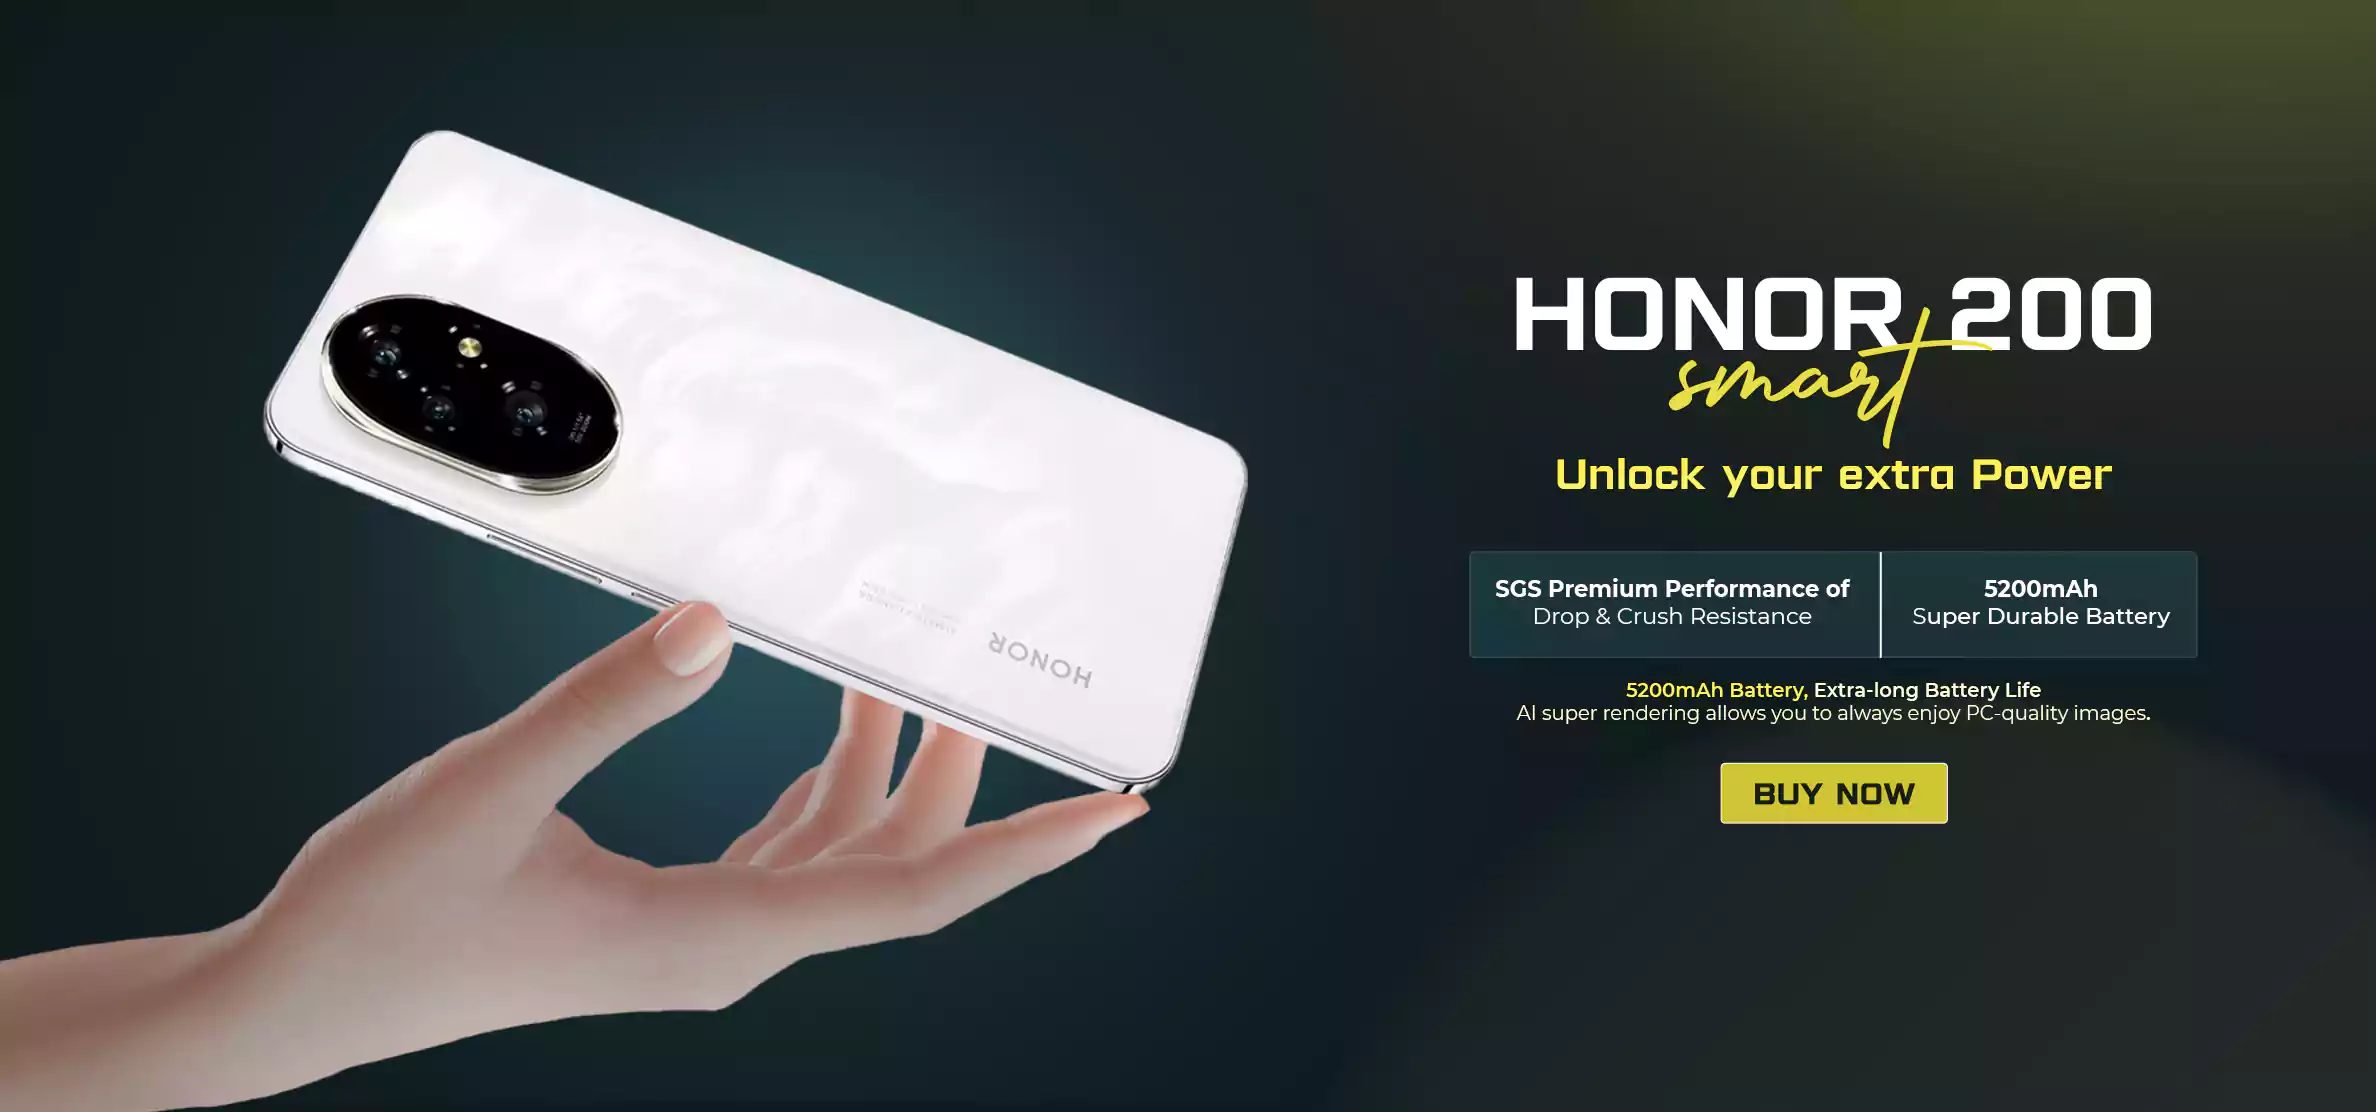 HONOR 200
smart
Unlock your extra Power
SGS Premium Performance of
Drop & Crush Resistance
5200mAh
Super Durable Battery
5200mAh Battery, Extra-long Battery Life
AI super rendering allows you to always enjoy PC-quality images.
BUY NOW
HONOR